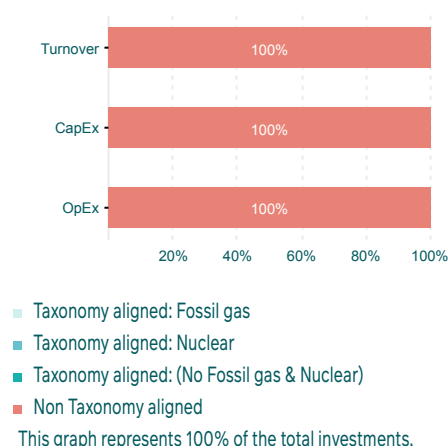 Turnover
100%
CapEx
100%
OpEx
100%
20% 40% 60% 80% 100%
Taxonomy aligned: Fossil gas
Taxonomy aligned: Nuclear
Taxonomy aligned: (No Fossil gas & Nuclear)
Non Taxonomy aligned
This graph represents 100% of the total investments.